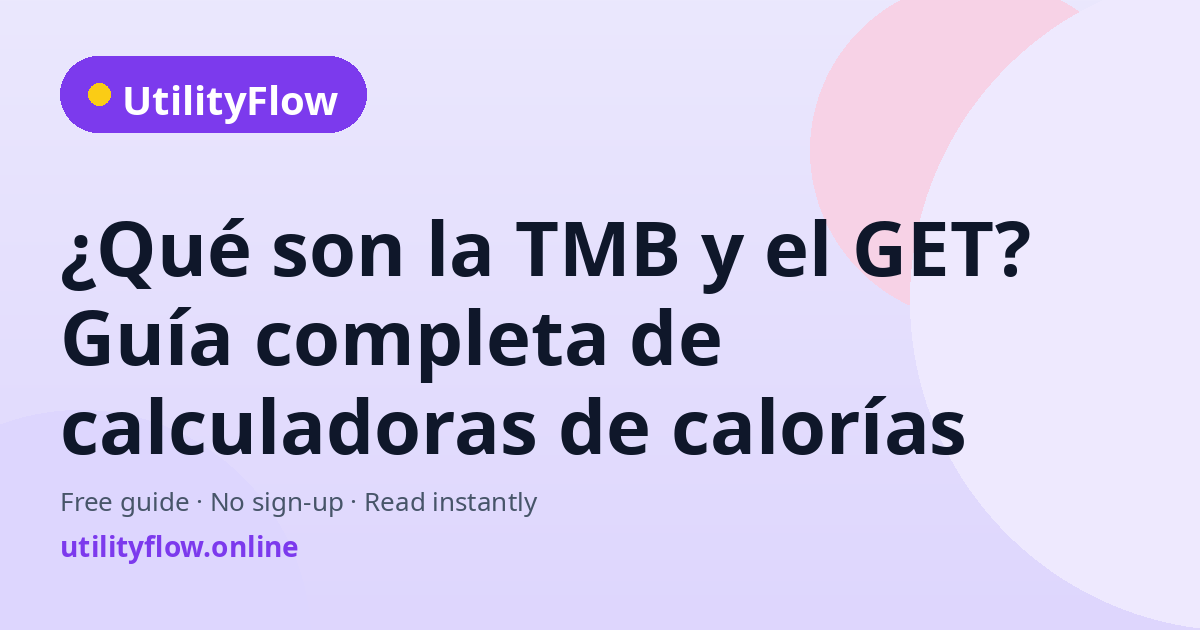 UtilityFlow
¿Qué son la TMB y el GET?
Guía completa de
calculadoras de calorías
Free guide · No sign-up · Read instantly
utilityflow.online